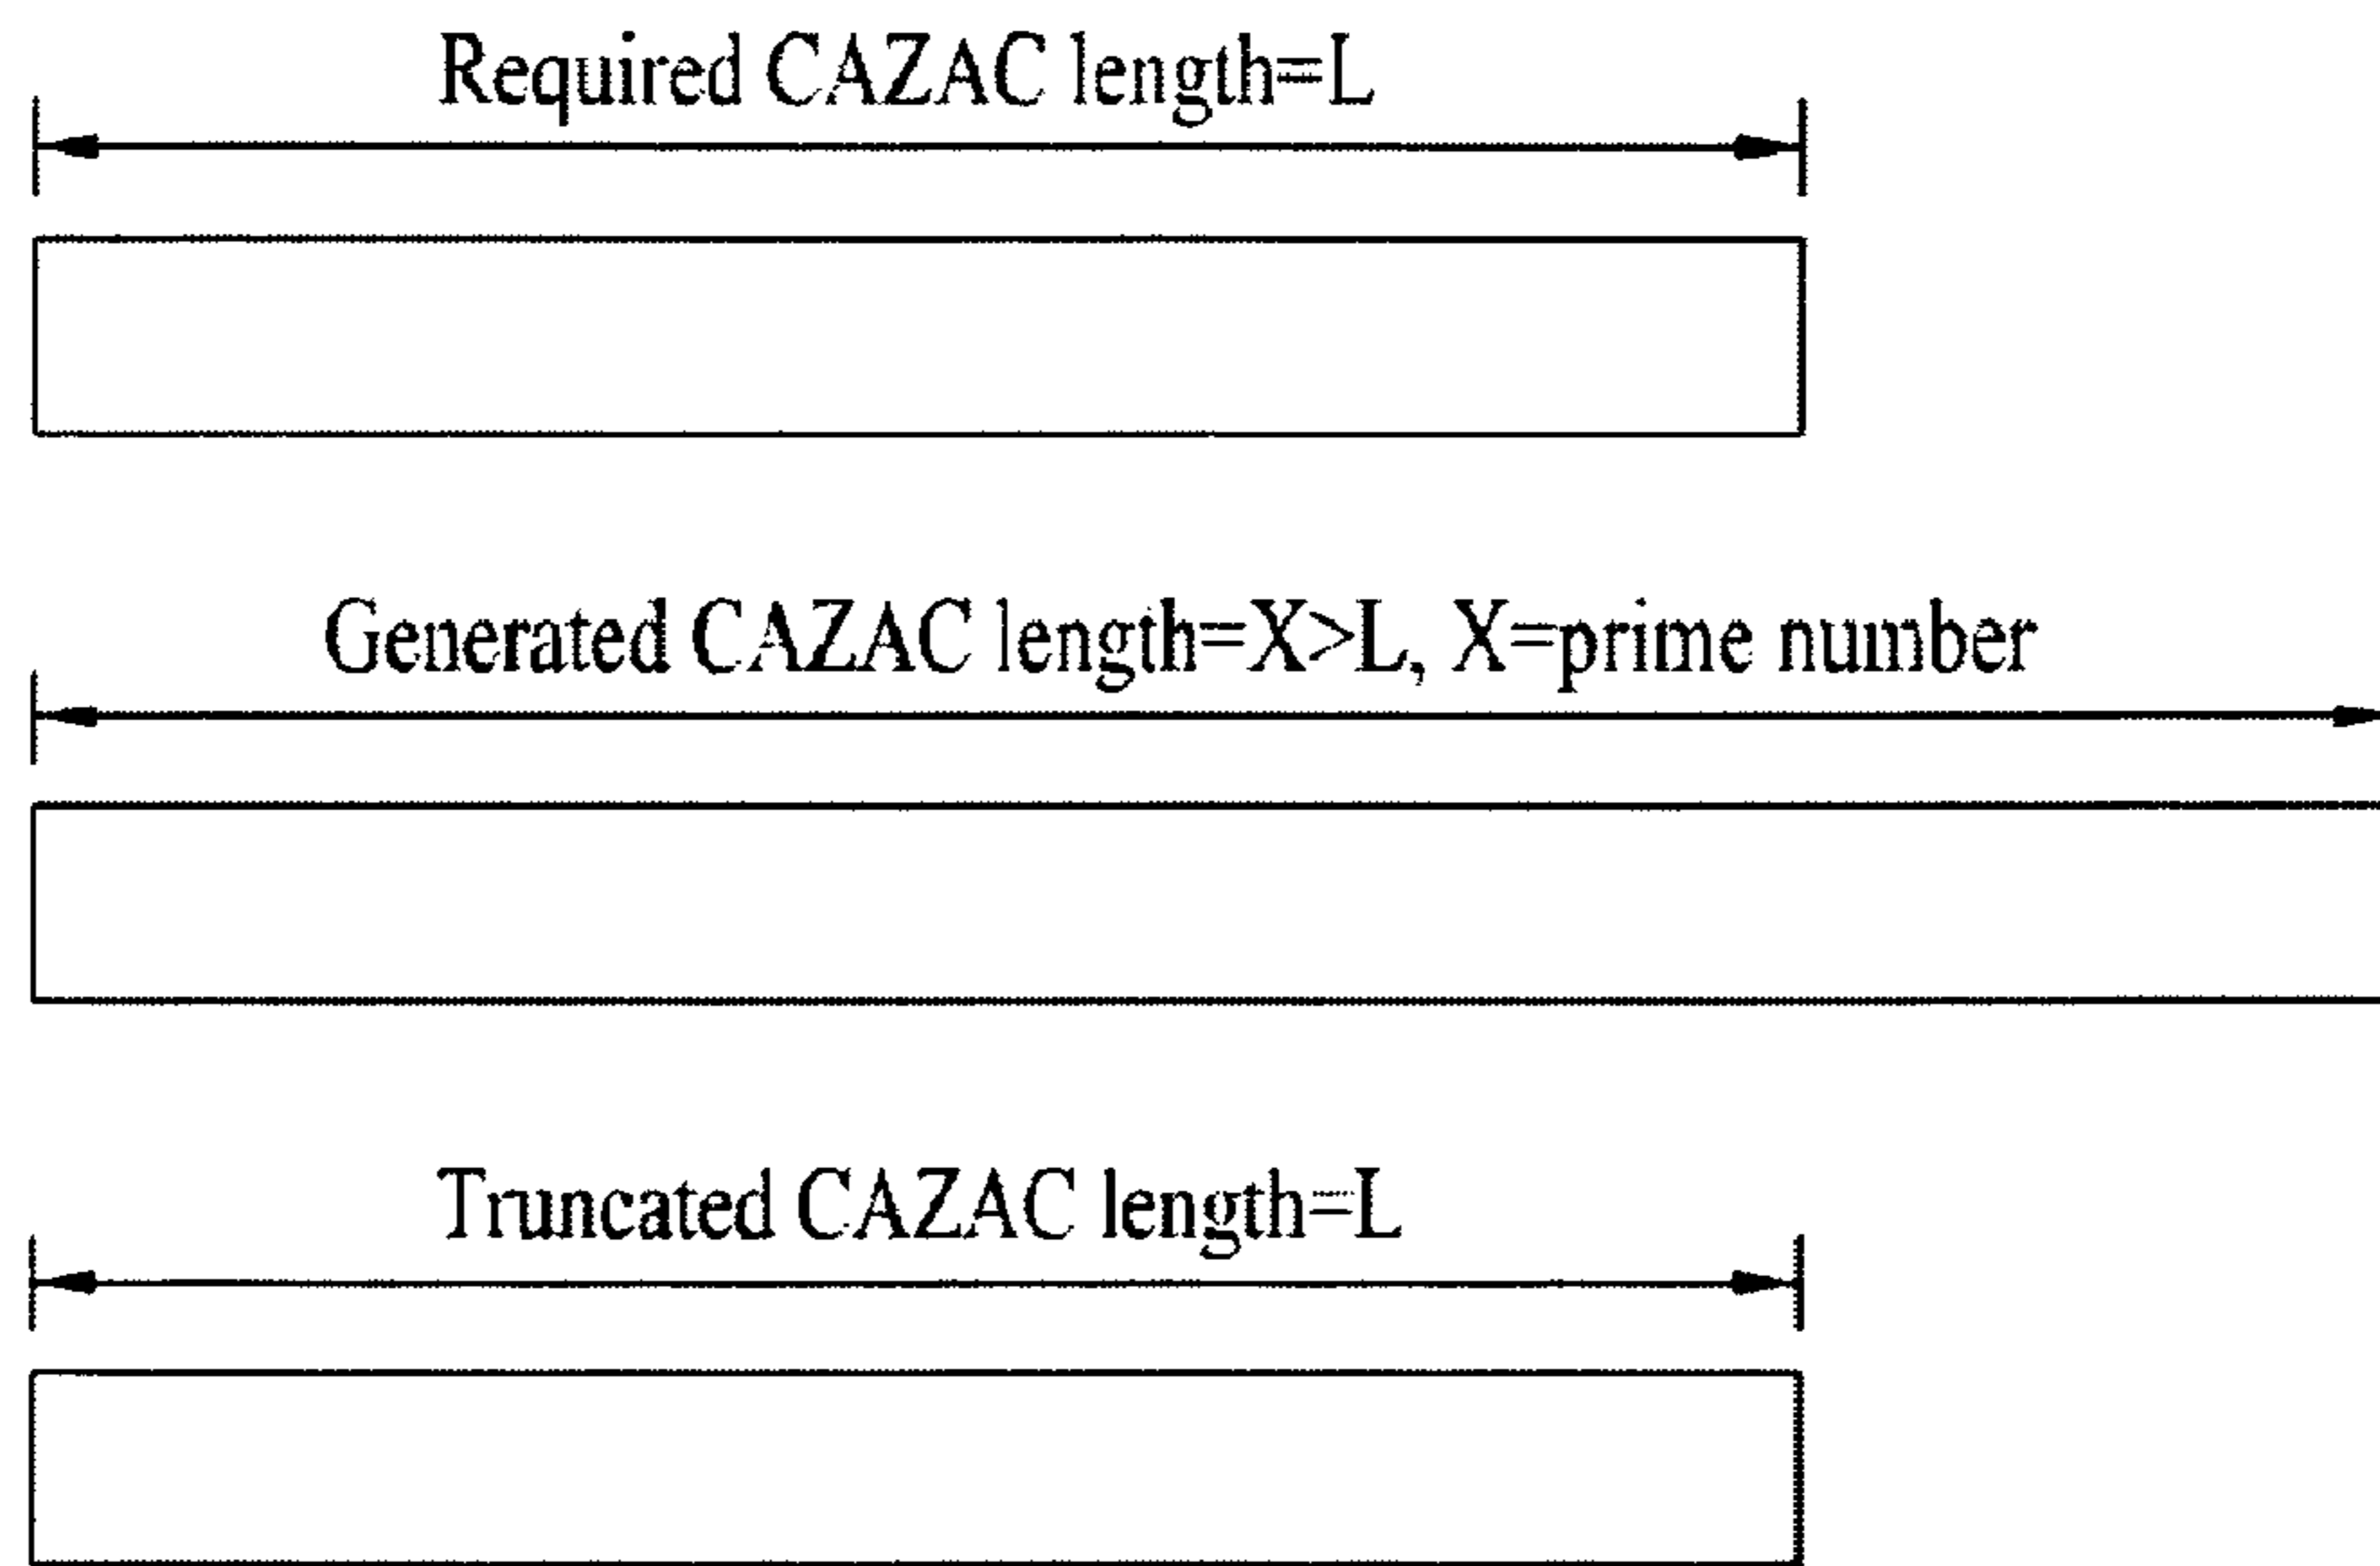 Required CAZAC length=L
Generated CAZAC length=X>L, X=prime number
Truncated CAZAC length=L